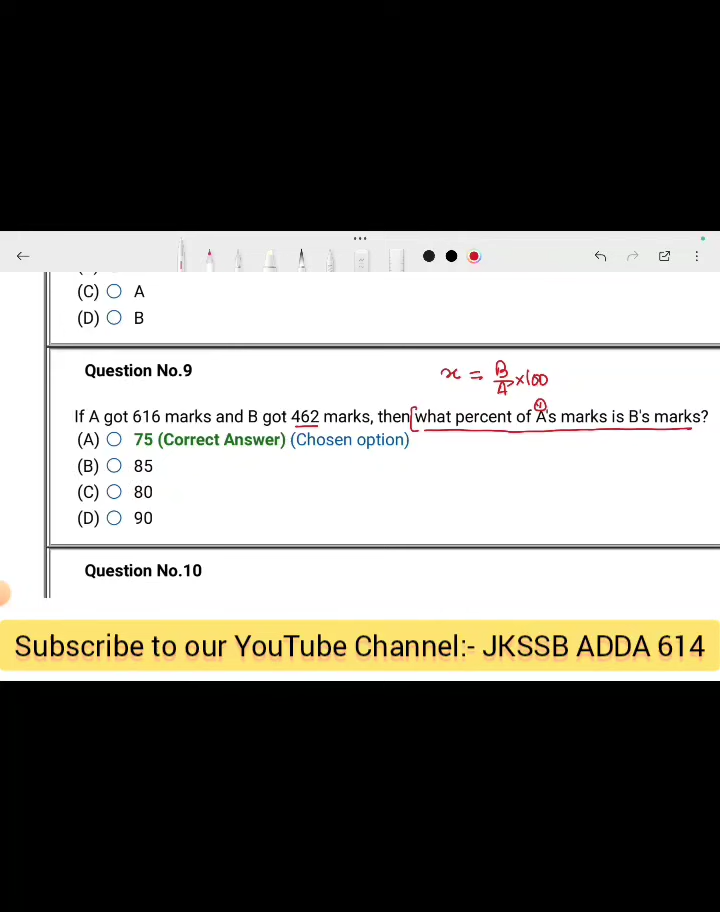 (C) A
(D) B
Question No.9
x = B/A × 100
If A got 616 marks and B got 462 marks, then what percent of A's marks is B's marks?
(A) 75 (Correct Answer) (Chosen option)
(B) 85
(C) 80
(D) 90
Question No.10
Subscribe to our YouTube Channel:- JKSSB ADDA 614